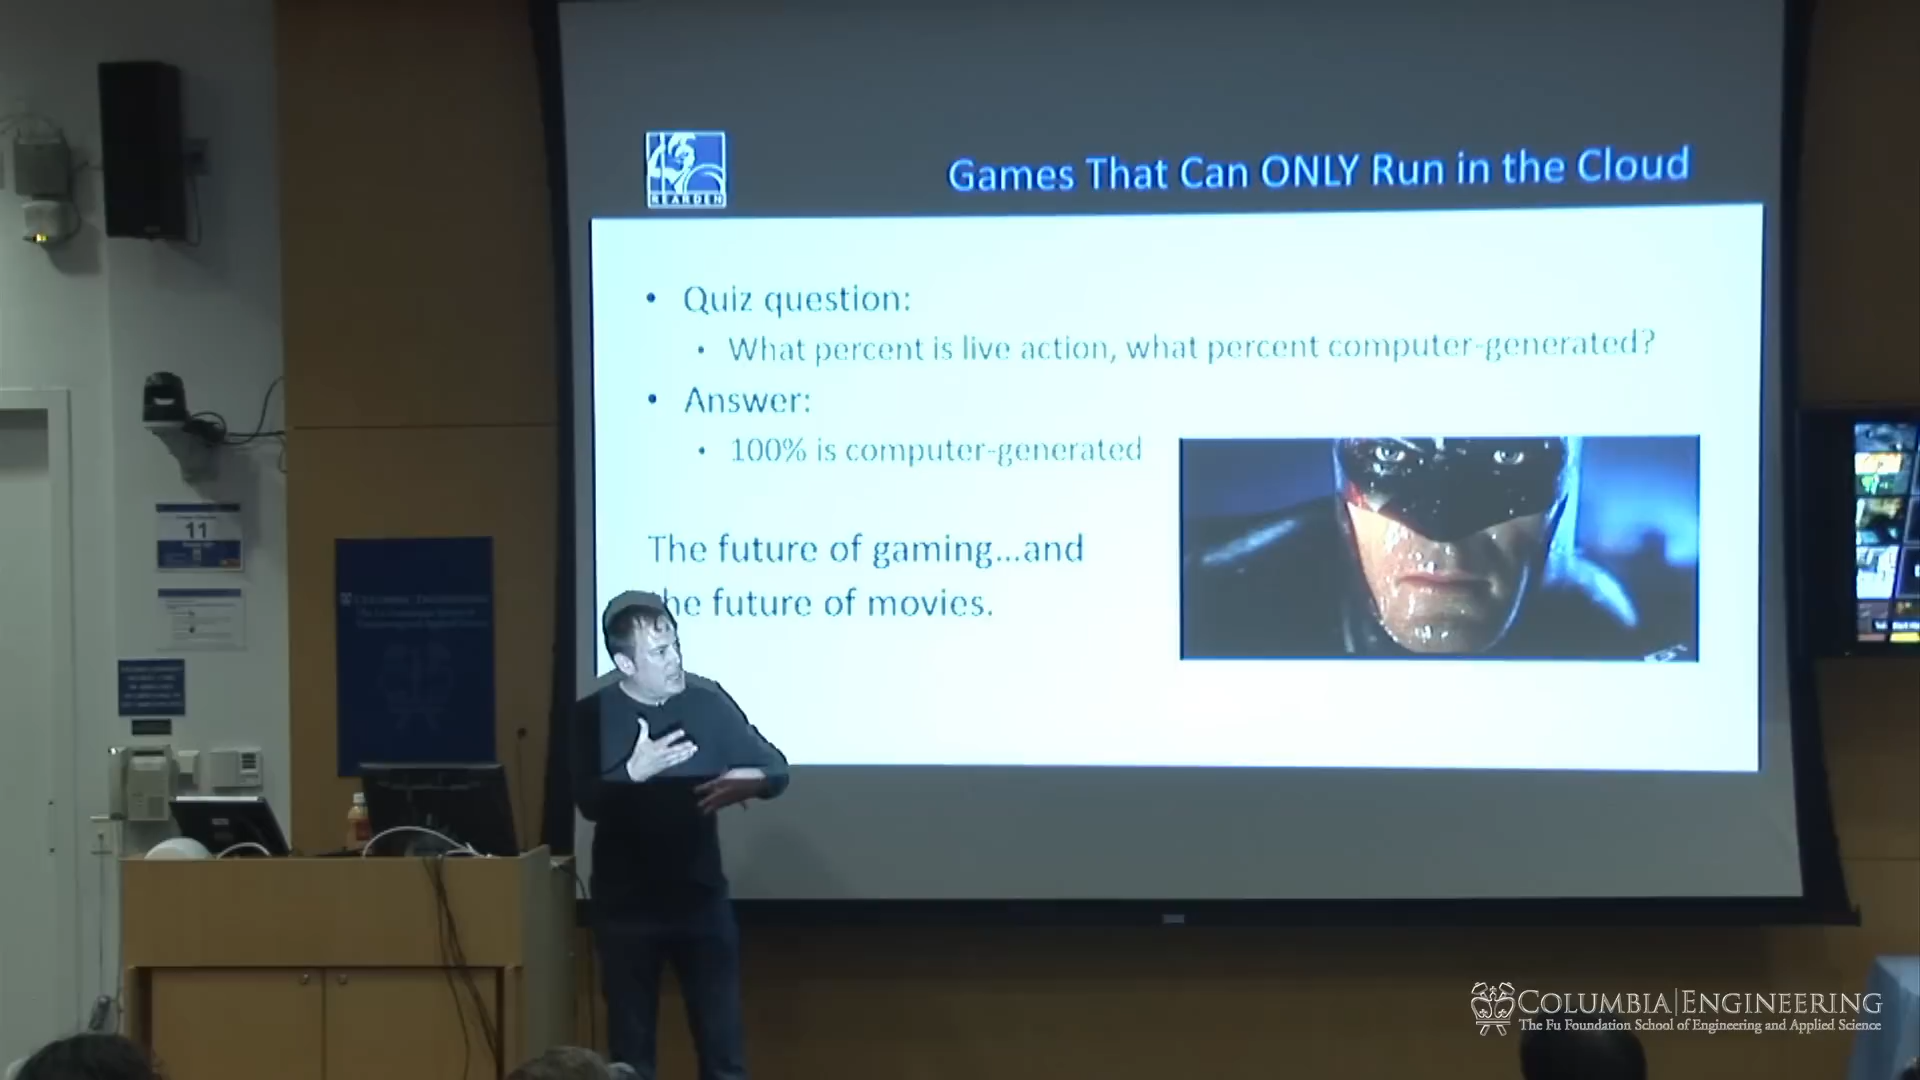 REARDEN
Games That Can ONLY Run in the Cloud
• Quiz question:
• What percent is live action, what percent computer-generated?
• Answer:
• 100% is computer-generated
The future of gaming...and
he future of movies.
11
COLUMBIA ENGINEERING
COLUMBIA|ENGINEERING
The Fu Foundation School of Engineering and Applied Science